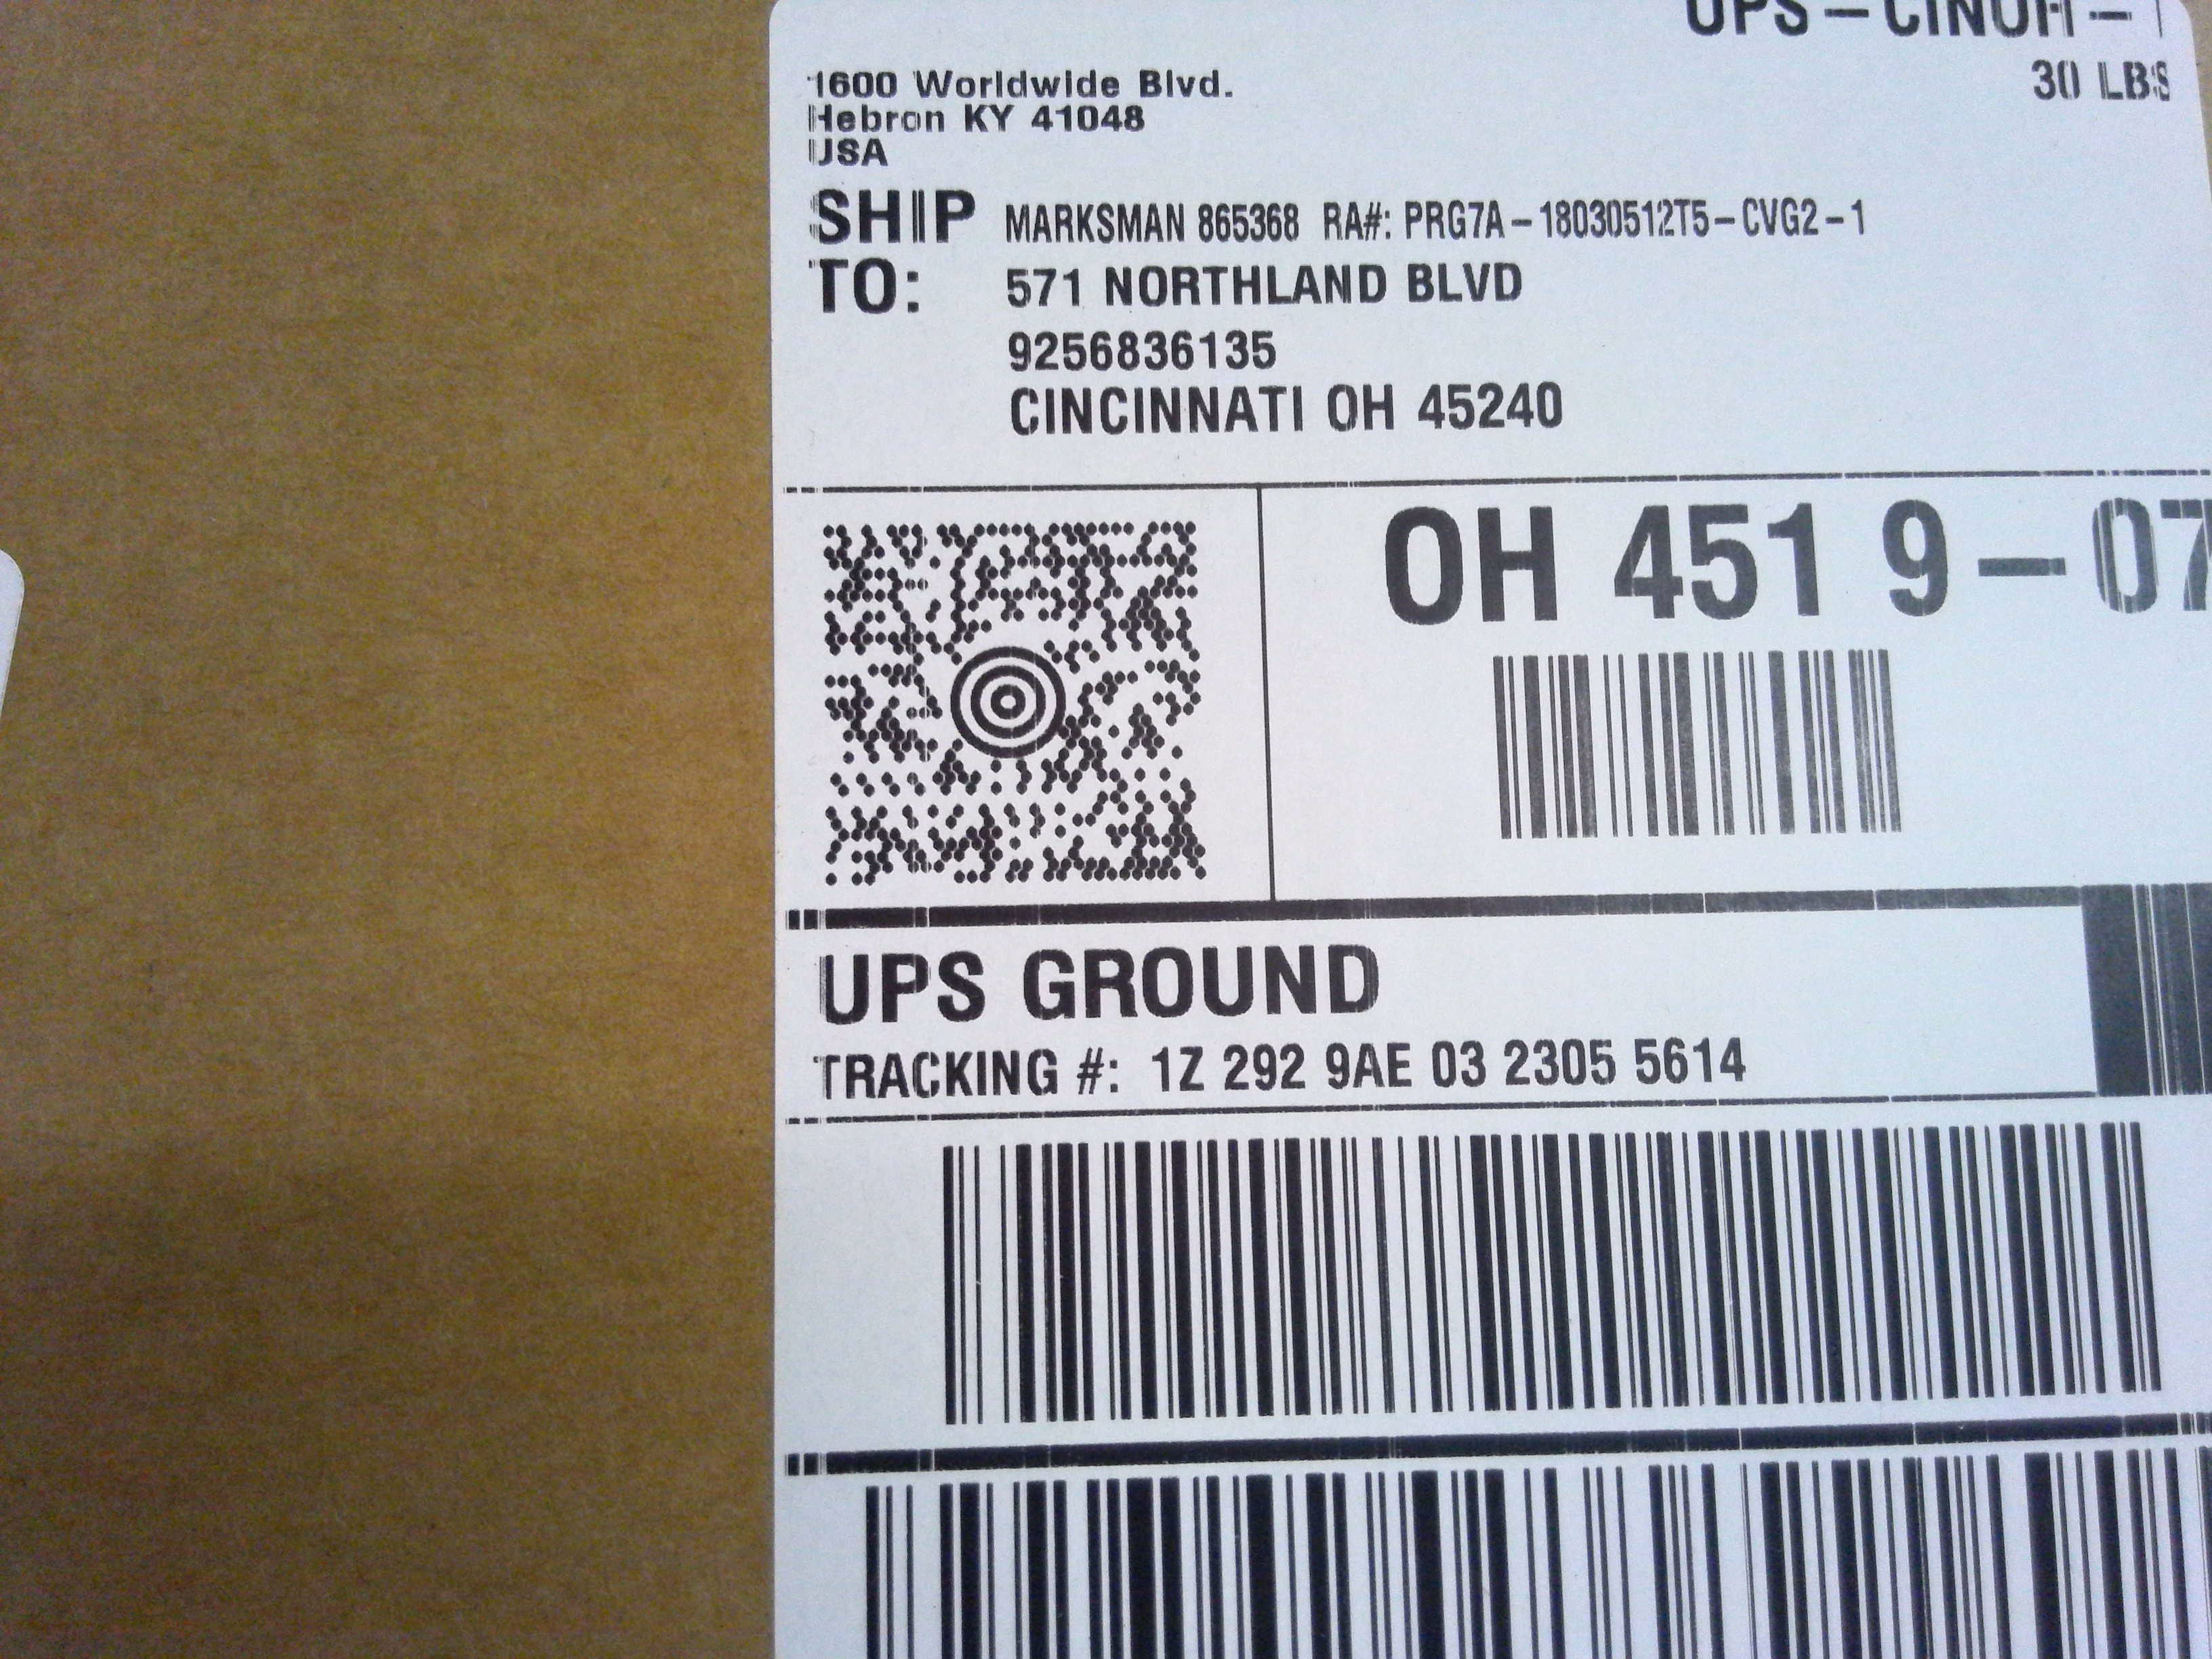 UPS – CINOH –
1600 Worldwide Blvd.
30 LBS
Hebron KY 41048
USA
SHIP TO:
MARKSMAN 865368 RA#: PRG7A – 18030512T5 – CVG2 – 1
571 NORTHLAND BLVD
9256836135
CINCINNATI OH 45240
OH 451 9 – 07
UPS GROUND
TRACKING #: 1Z 292 9AE 03 2305 5614